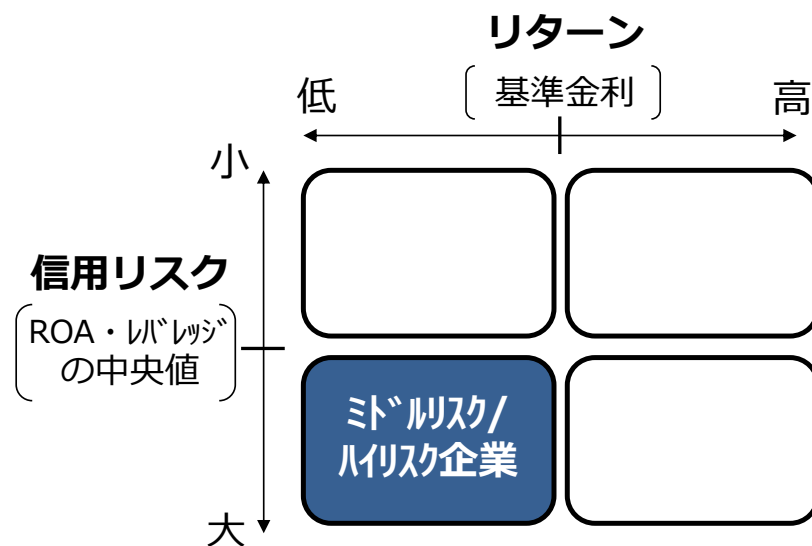 リターン
基準金利
低
高
小
信用リスク
ROA・ﾚﾊﾞﾚｯｼﾞ
の中央値
ﾐﾄﾞﾙﾘｽｸ/
ﾊｲﾘｽｸ企業
大